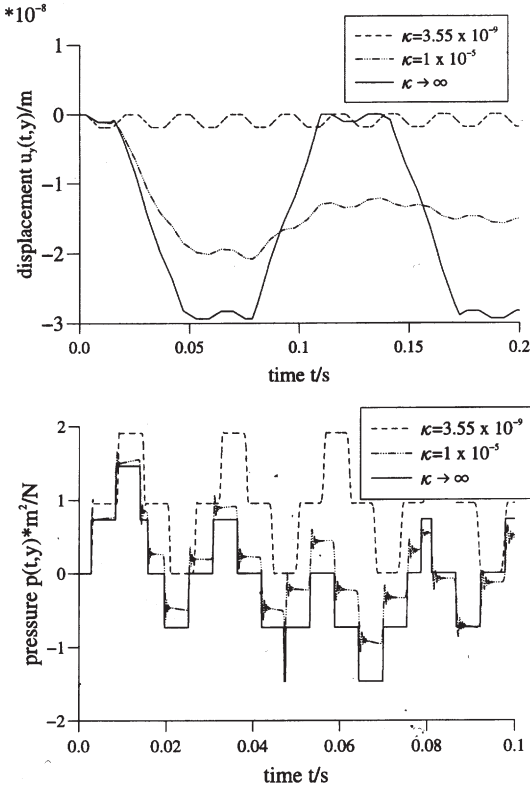 *10⁻⁸
κ=3.55 x 10⁻⁹
κ=1 x 10⁻⁵
κ → ∞
displacement uᵧ(t,y)/m
1
0
−1
−2
−3
0.0 0.05 0.1 0.15 0.2
time t/s
κ=3.55 x 10⁻⁹
κ=1 x 10⁻⁵
κ → ∞
pressure p(t,y)*m²/N
2
1
0
−1
−2
0.0 0.02 0.04 0.06 0.08 0.1
time t/s